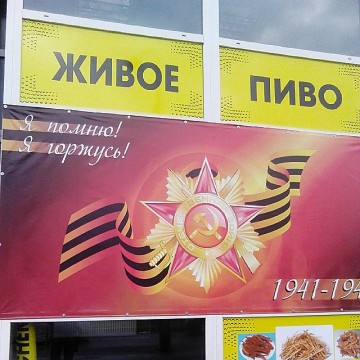 ЖИВОЕ ПИВО
Я помню!
Я горжусь!
1941-194